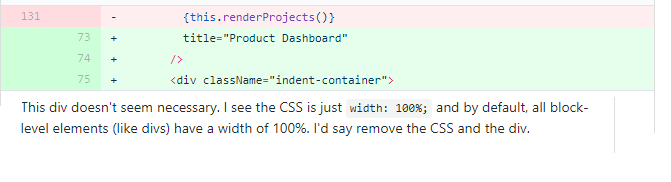 131 - {this.renderProjects()}
73 + title="Product Dashboard"
74 + />
75 + <div className="indent-container">
This div doesn't seem necessary. I see the CSS is just width: 100%; and by default, all block-
level elements (like divs) have a width of 100%. I'd say remove the CSS and the div.